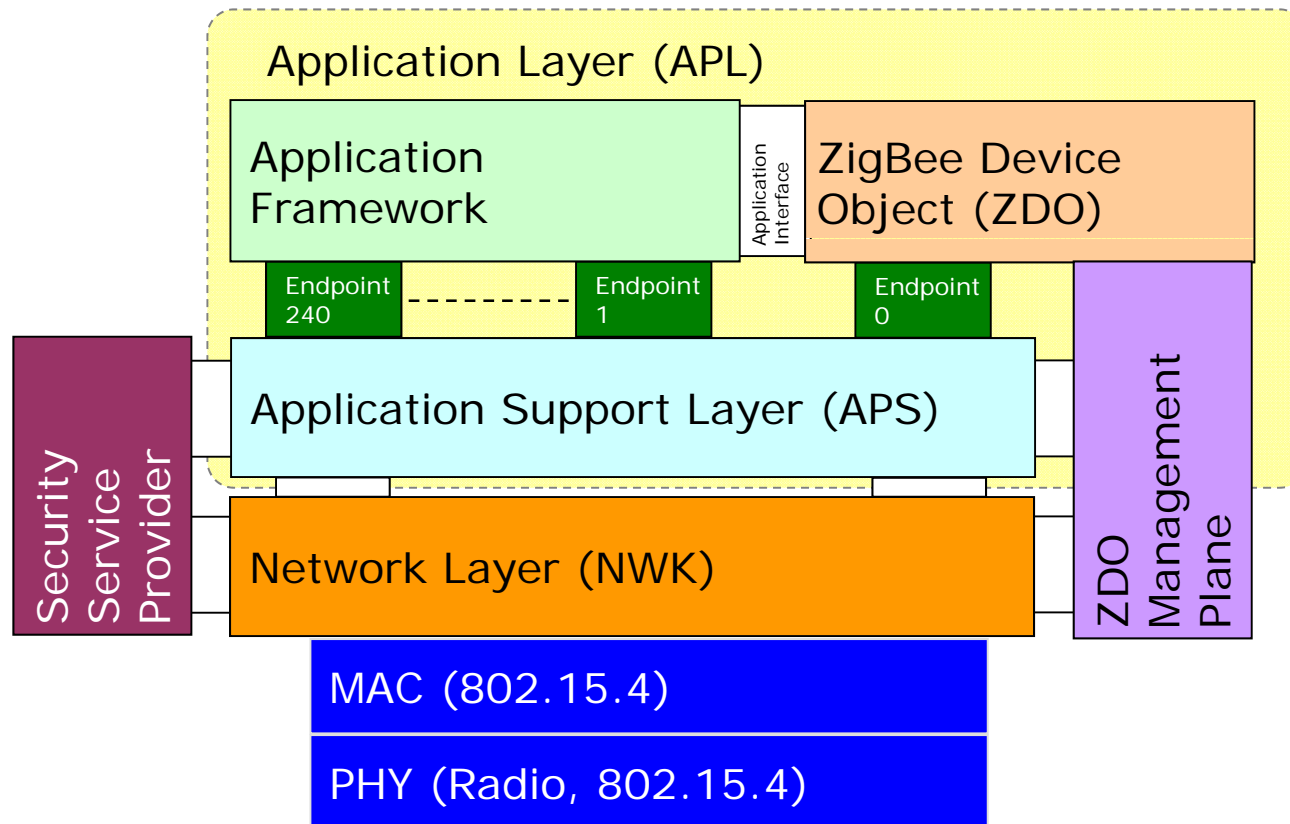 Application Layer (APL)
Application
Framework
Application
Interface
ZigBee Device
Object (ZDO)
Endpoint
240
Endpoint
1
Endpoint
0
Security
Service
Provider
Application Support Layer (APS)
ZDO
Management
Plane
Network Layer (NWK)
MAC (802.15.4)
PHY (Radio, 802.15.4)